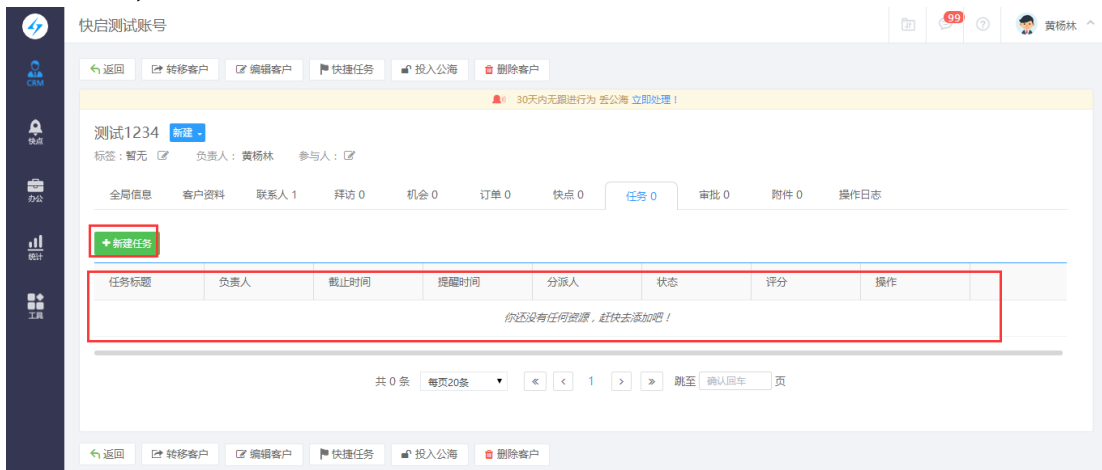 快启测试账号
99
黄杨林
CRM
快点
办公
统计
工具
返回 转移客户 编辑客户 快捷任务 投入公海 删除客户
30天内无跟进行为 丢公海 立即处理！
测试1234 新建
标签：暂无 负责人：黄杨林 参与人：
全局信息 客户资料 联系人 1 拜访 0 机会 0 订单 0 快点 0 任务 0 审批 0 附件 0 操作日志
+ 新建任务
任务标题 负责人 截止时间 提醒时间 分派人 状态 评分 操作
你还没有任何资源，赶快去添加吧！
共 0 条 每页20条 « < 1 > » 跳至 确认回车 页
返回 转移客户 编辑客户 快捷任务 投入公海 删除客户